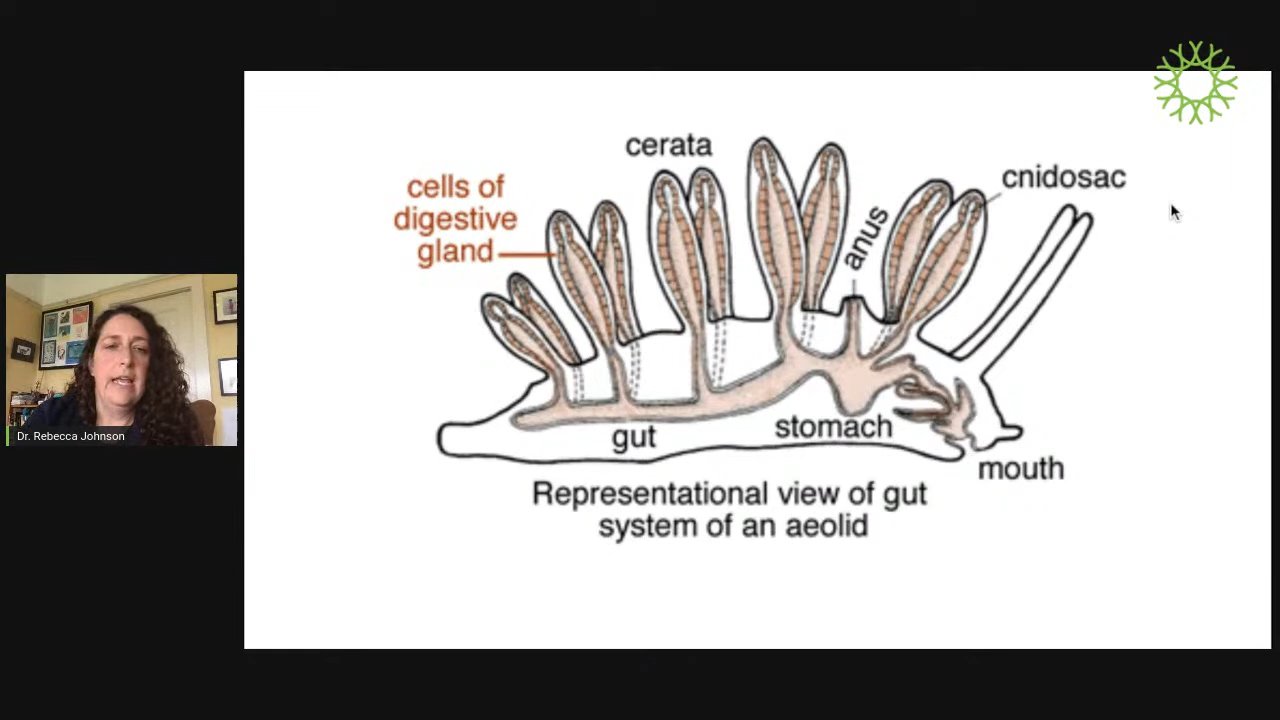 cerata
cnidosac
cells of
digestive
gland
anus
gut
stomach
mouth
Representational view of gut
system of an aeolid
Dr. Rebecca Johnson